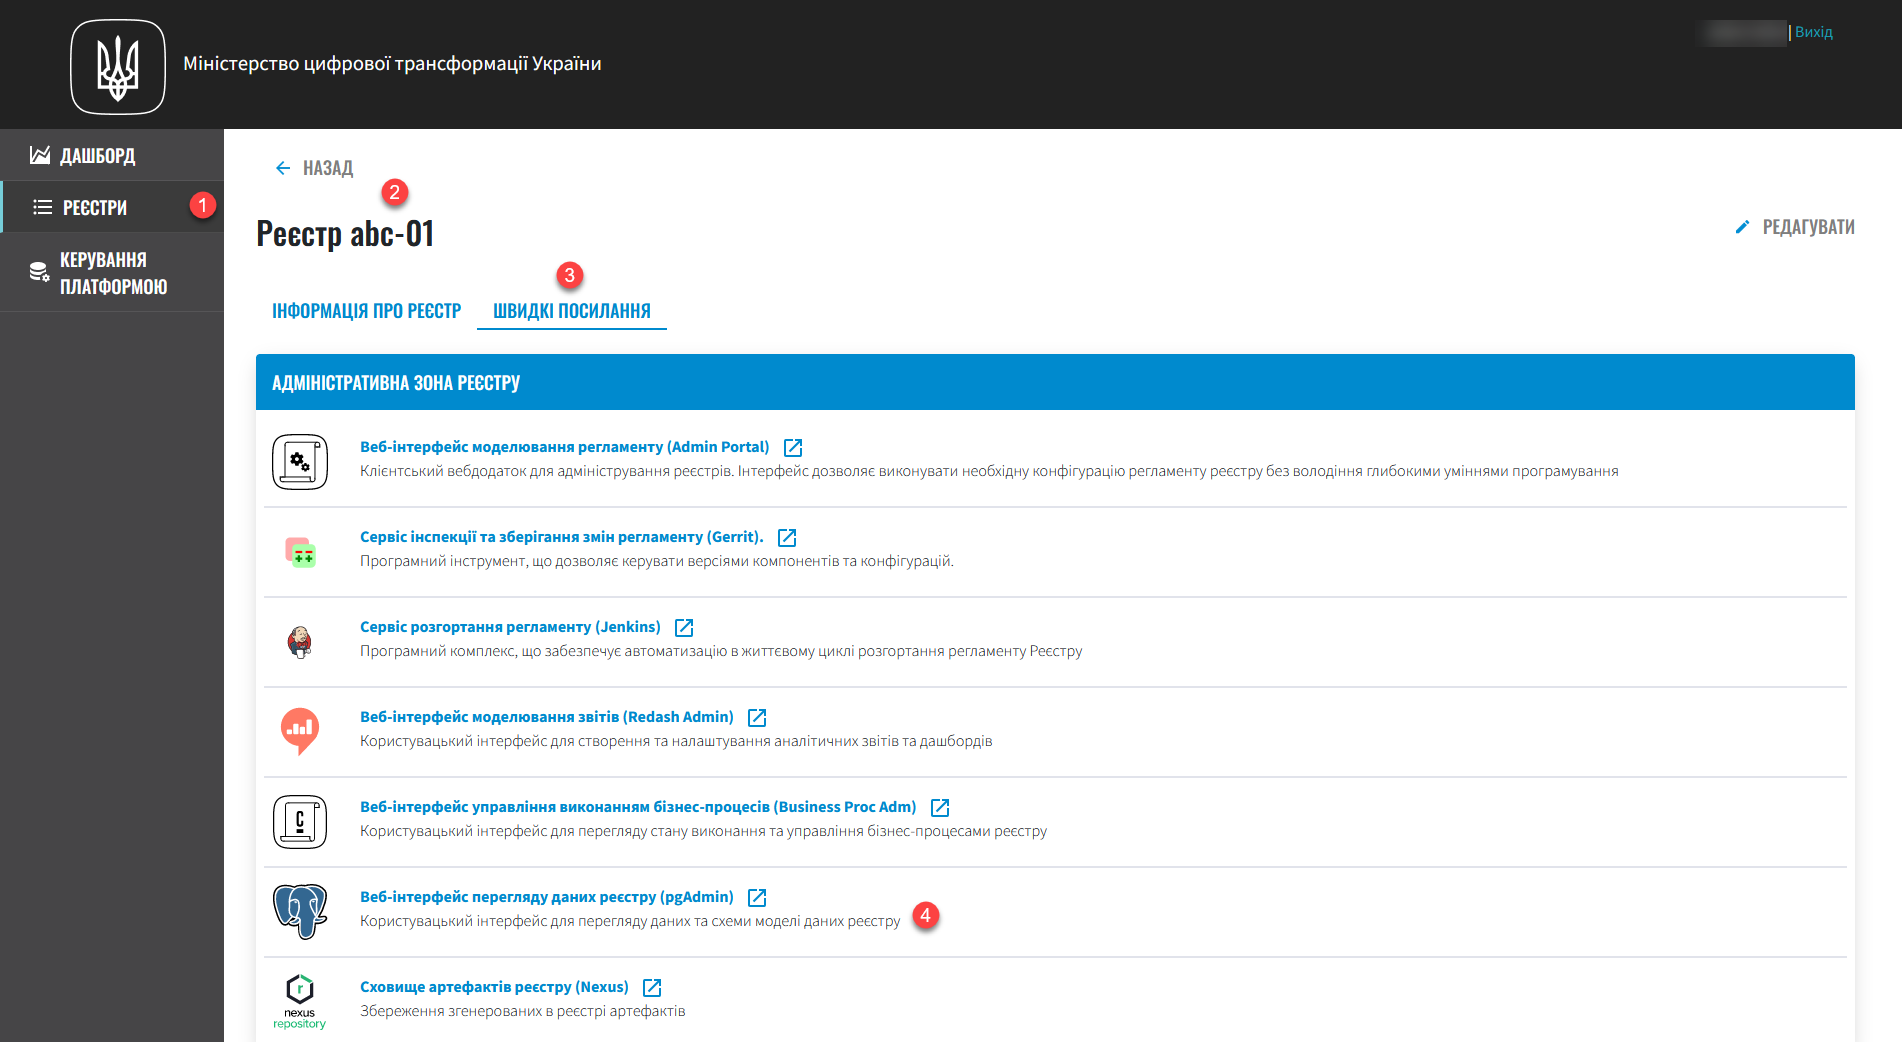 Міністерство цифрової трансформації України
Вихід
ДАШБОРД
РЕЄСТРИ
1
КЕРУВАННЯ
ПЛАТФОРМОЮ
НАЗАД
2
Реєстр abc-01
РЕДАГУВАТИ
3
ІНФОРМАЦІЯ ПРО РЕЄСТР
ШВИДКІ ПОСИЛАННЯ
АДМІНІСТРАТИВНА ЗОНА РЕЄСТРУ
Веб-інтерфейс моделювання регламенту (Admin Portal)
Клієнтський вебдодаток для адміністрування реєстрів. Інтерфейс дозволяє виконувати необхідну конфігурацію регламенту реєстру без володіння глибокими уміннями програмування
Сервіс інспекції та зберігання змін регламенту (Gerrit).
Програмний інструмент, що дозволяє керувати версіями компонентів та конфігурацій.
Сервіс розгортання регламенту (Jenkins)
Програмний комплекс, що забезпечує автоматизацію в життєвому циклі розгортання регламенту Реєстру
Веб-інтерфейс моделювання звітів (Redash Admin)
Користувацький інтерфейс для створення та налаштування аналітичних звітів та дашбордів
Веб-інтерфейс управління виконанням бізнес-процесів (Business Proc Adm)
Користувацький інтерфейс для перегляду стану виконання та управління бізнес-процесами реєстру
Веб-інтерфейс перегляду даних реєстру (pgAdmin)
Користувацький інтерфейс для перегляду даних та схеми моделі даних реєстру
4
Сховище артефактів реєстру (Nexus)
Збереження згенерованих в реєстрі артефактів
nexus
repository